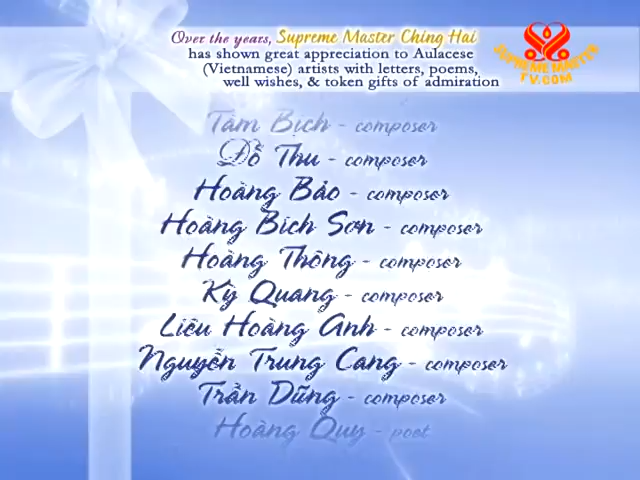 Over the years, Supreme Master Ching Hai
has shown great appreciation to Aulacese
(Vietnamese) artists with letters, poems,
well wishes, & token gifts of admiration
SUPREME MASTER
TV.COM
Tâm Bích - composer
Đỗ Thu - composer
Hoàng Bảo - composer
Hoàng Bích Sơn - composer
Hoàng Thông - composer
Kỳ Quang - composer
Liêu Hoàng Anh - composer
Nguyễn Trung Cang - composer
Trần Dũng - composer
Hoàng Quy - poet